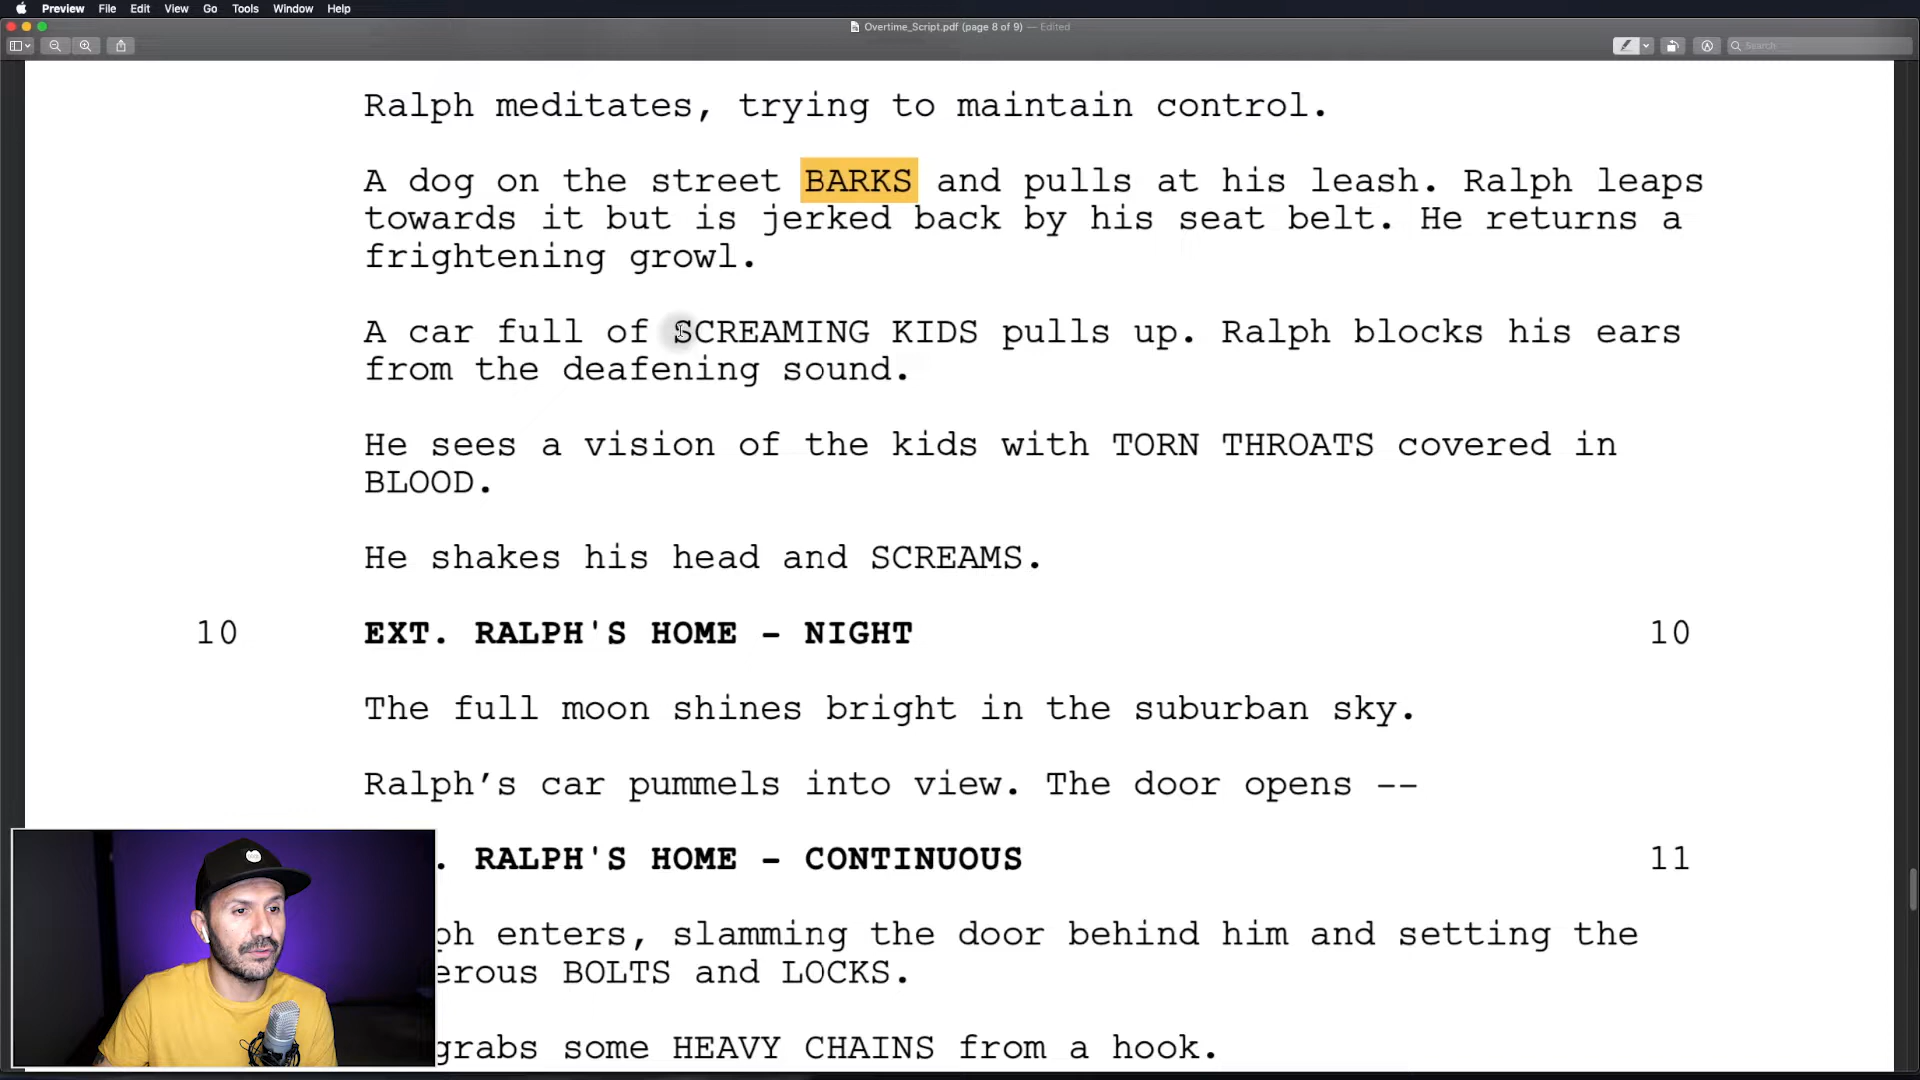 Preview File Edit View Go Tools Window Help
Overtime_Script.pdf (page 8 of 9) — Edited
Search
Ralph meditates, trying to maintain control.
A dog on the street BARKS and pulls at his leash. Ralph leaps
towards it but is jerked back by his seat belt. He returns a
frightening growl.
A car full of SCREAMING KIDS pulls up. Ralph blocks his ears
from the deafening sound.
He sees a vision of the kids with TORN THROATS covered in
BLOOD.
He shakes his head and SCREAMS.
10 EXT. RALPH'S HOME - NIGHT 10
The full moon shines bright in the suburban sky.
Ralph’s car pummels into view. The door opens --
. RALPH'S HOME - CONTINUOUS 11
ph enters, slamming the door behind him and setting the
erous BOLTS and LOCKS.
grabs some HEAVY CHAINS from a hook.